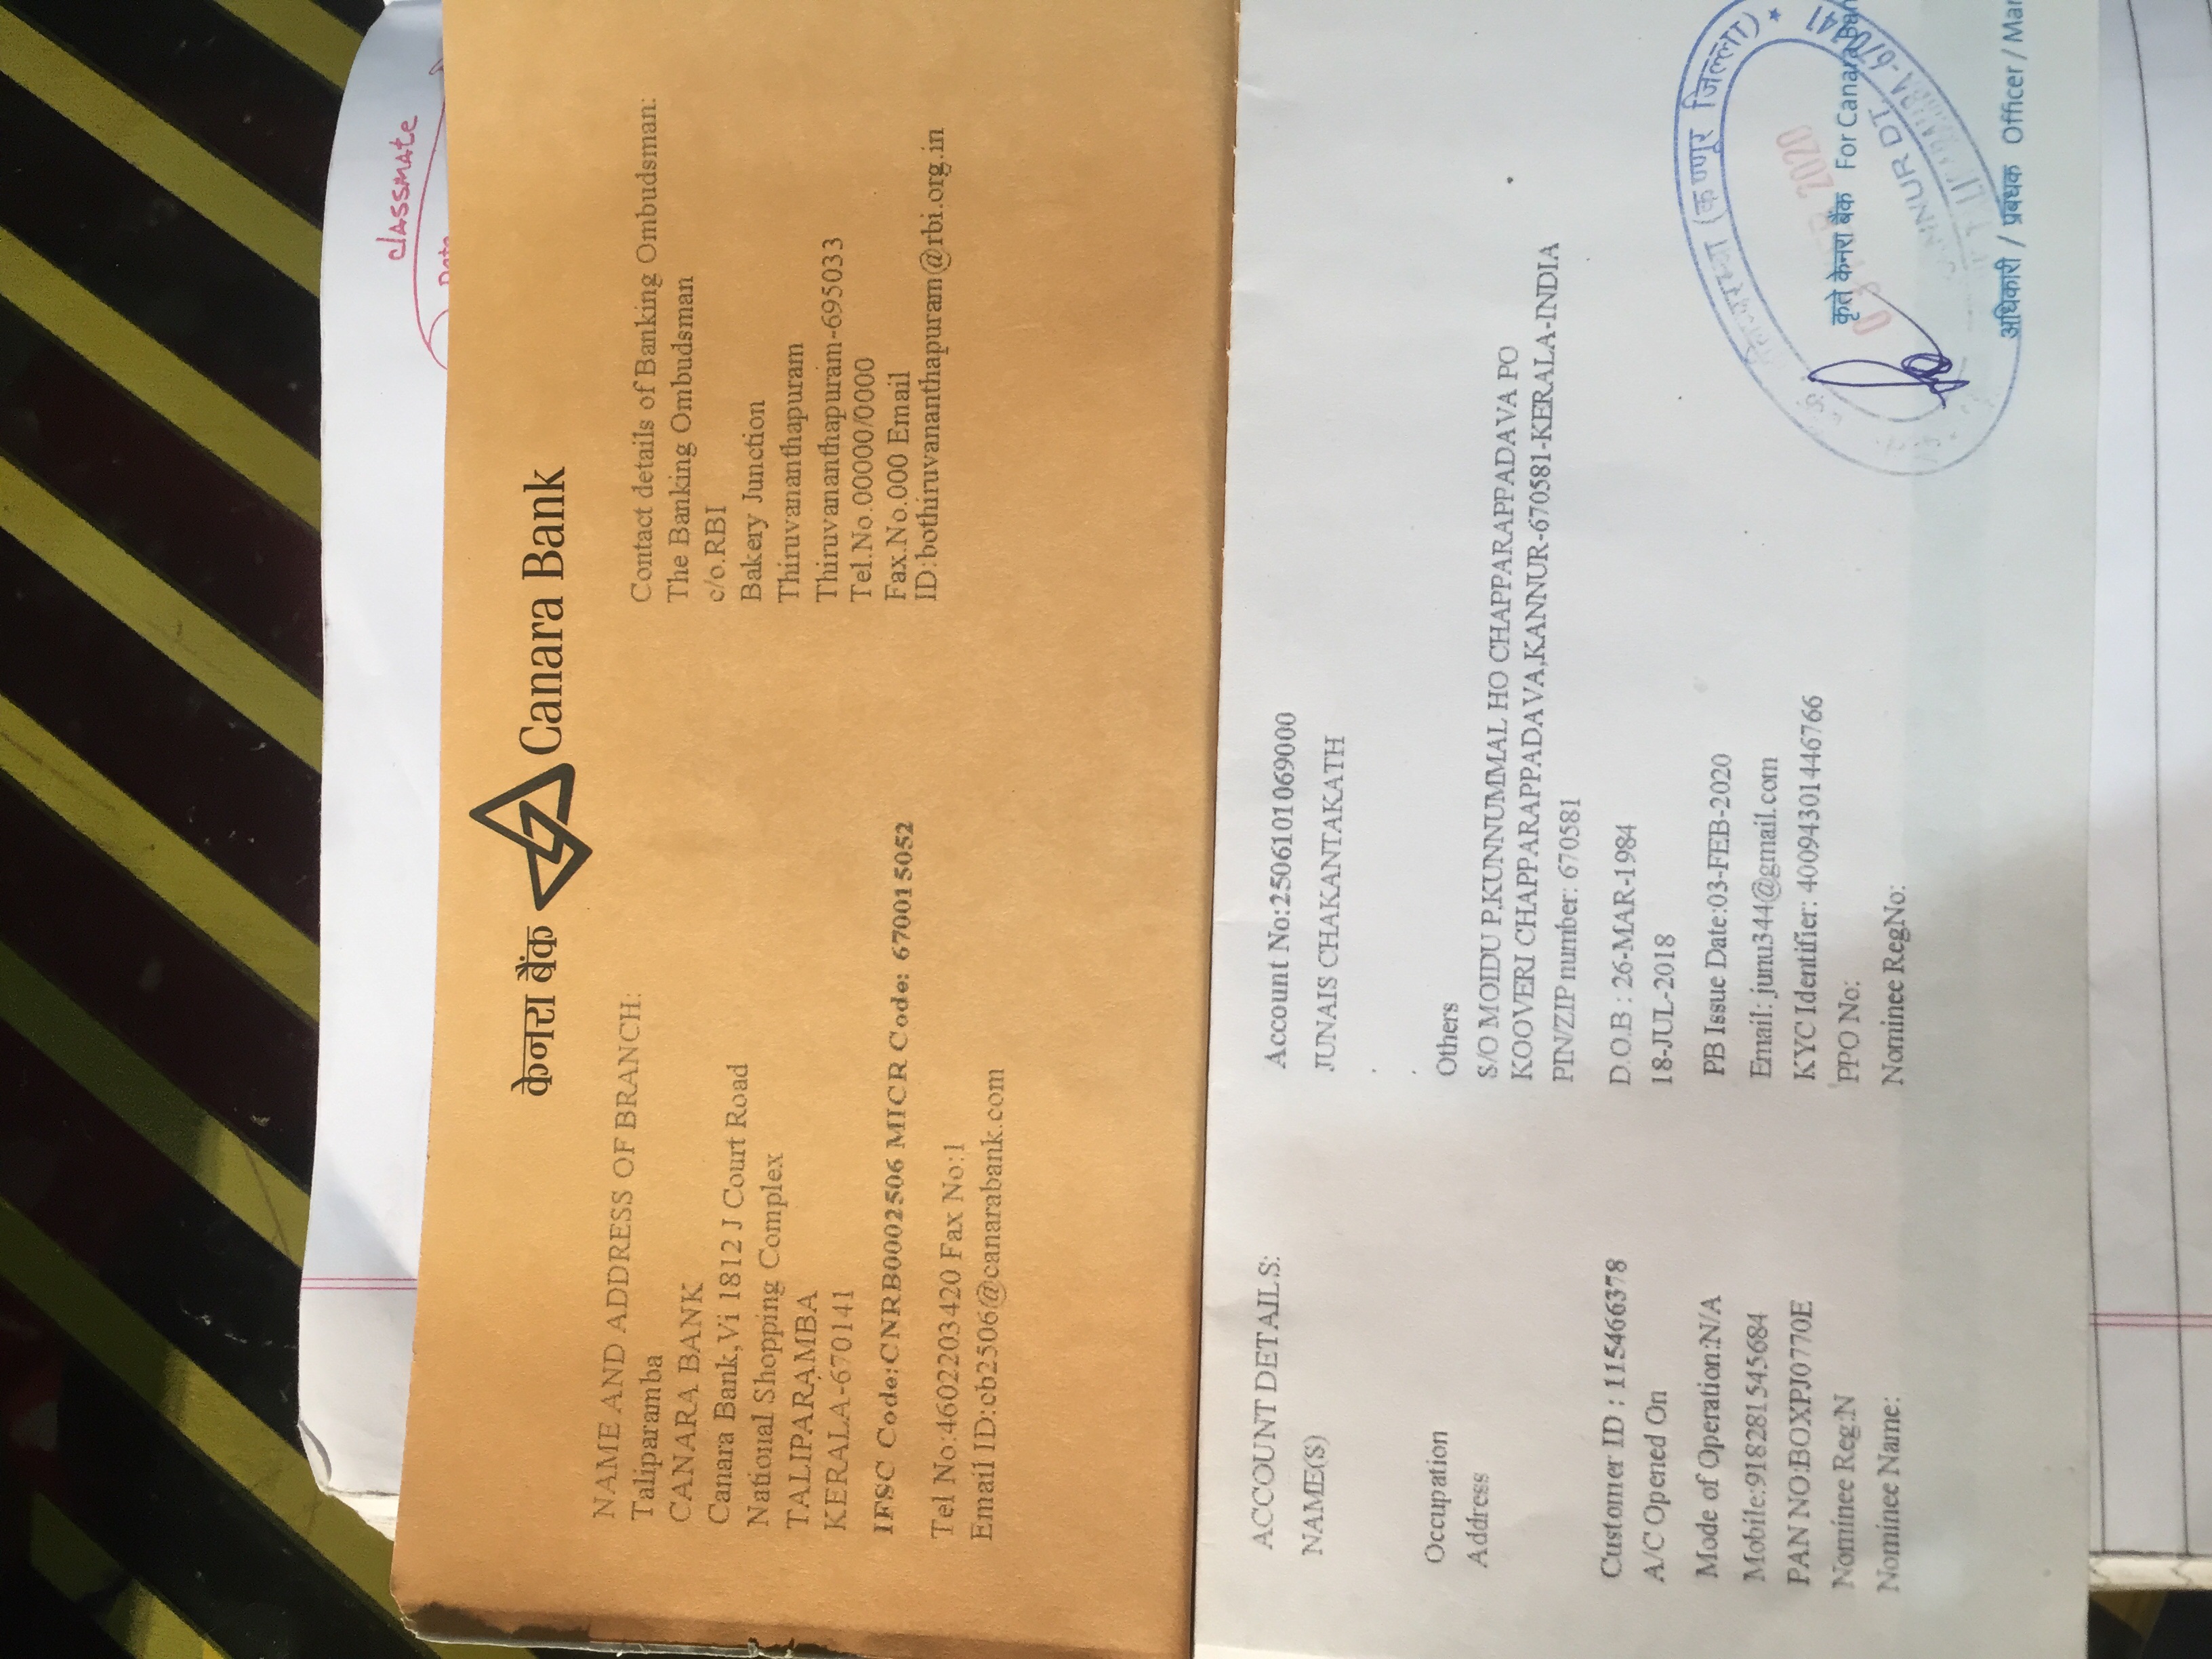 classmate
केनरा बैंक Canara Bank
NAME AND ADDRESS OF BRANCH:
Taliparamba
CANARA BANK
Canara Bank,Vi 1812 J Court Road
National Shopping Complex
TALIPARAMBA
KERALA-670141
IFSC Code:CNRB0002506 MICR Code: 670015052
Tel No:4602203420 Fax No:1
Email ID:cb2506@canarabank.com
Contact details of Banking Ombudsman:
The Banking Ombudsman
c/o.RBI
Bakery Junction
Thiruvananthapuram
Thiruvananthapuram-695033
Tel.No.00000/0000
Fax.No.000 Email
ID:bothiruvananthapuram@rbi.org.in
ACCOUNT DETAILS: Account No:2506101069000
NAME(S) JUNAIS CHAKANTAKATH
Occupation Others
Address S/O MOIDU P,KUNNUMMAL HO CHAPPARAPPADAVA PO
KOOVERI CHAPPARAPPADAVA,KANNUR-670581-KERALA-INDIA
PIN/ZIP number: 670581
Customer ID : 115466378 D.O.B : 26-MAR-1984
A/C Opened On 18-JUL-2018
Mode of Operation:N/A PB Issue Date:03-FEB-2020
Mobile:918281545684 Email: junu344@gmail.com
PAN NO:BOXPJ0770E KYC Identifier: 40094301446766
Nominee Reg:N PPO No:
Nominee Name: Nominee RegNo:
(कण्णूर जिल्ला)
2020
कृते केनरा बैंक For Canara Ban
DT.
670141
अधिकारी / प्रबंधक Officer / Man